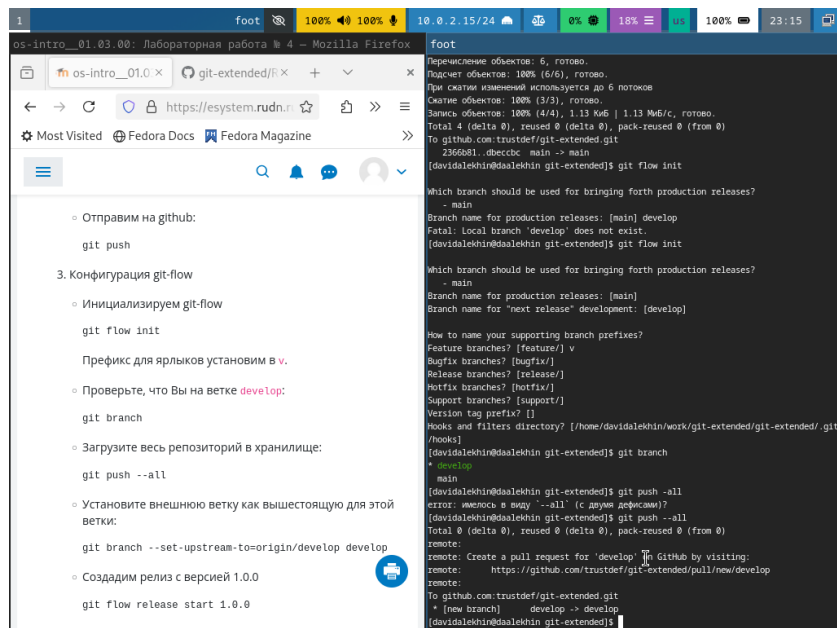 1
foot
100%
100%
10.0.2.15/24
0%
18%
us
100%
23:15
os-intro__01.03.00: Лабораторная работа № 4 — Mozilla Firefox
os-intro__01.0
git-extended/R
https://esystem.rudn.r
Most Visited
Fedora Docs
Fedora Magazine
Отправим на github:
git push
3. Конфигурация git-flow
Инициализируем git-flow
git flow init
Префикс для ярлыков установим в v.
Проверьте, что Вы на ветке develop:
git branch
Загрузите весь репозиторий в хранилище:
git push --all
Установите внешнюю ветку как вышестоящую для этой
ветки:
git branch --set-upstream-to=origin/develop develop
Создадим релиз с версией 1.0.0
git flow release start 1.0.0
foot
Перечисление объектов: 6, готово.
Подсчет объектов: 100% (6/6), готово.
При сжатии изменений используется до 6 потоков
Сжатие объектов: 100% (3/3), готово.
Запись объектов: 100% (4/4), 1.13 КиБ | 1.13 МиБ/с, готово.
Total 4 (delta 0), reused 0 (delta 0), pack-reused 0 (from 0)
To github.com:trustdef/git-extended.git
2366b81..dbeccbc main -> main
[davidalekhin@daalekhin git-extended]$ git flow init
Which branch should be used for bringing forth production releases?
- main
Branch name for production releases: [main] develop
Fatal: Local branch 'develop' does not exist.
[davidalekhin@daalekhin git-extended]$ git flow init
Which branch should be used for bringing forth production releases?
- main
Branch name for production releases: [main]
Branch name for "next release" development: [develop]
How to name your supporting branch prefixes?
Feature branches? [feature/] v
Bugfix branches? [bugfix/]
Release branches? [release/]
Hotfix branches? [hotfix/]
Support branches? [support/]
Version tag prefix? []
Hooks and filters directory? [/home/davidalekhin/work/git-extended/git-extended/.git
/hooks]
[davidalekhin@daalekhin git-extended]$ git branch
* develop
main
[davidalekhin@daalekhin git-extended]$ git push -all
error: имелось в виду `--all` (с двумя дефисами)?
[davidalekhin@daalekhin git-extended]$ git push --all
Total 0 (delta 0), reused 0 (delta 0), pack-reused 0 (from 0)
remote:
remote: Create a pull request for 'develop' on GitHub by visiting:
remote: https://github.com/trustdef/git-extended/pull/new/develop
remote:
To github.com:trustdef/git-extended.git
* [new branch] develop -> develop
[davidalekhin@daalekhin git-extended]$